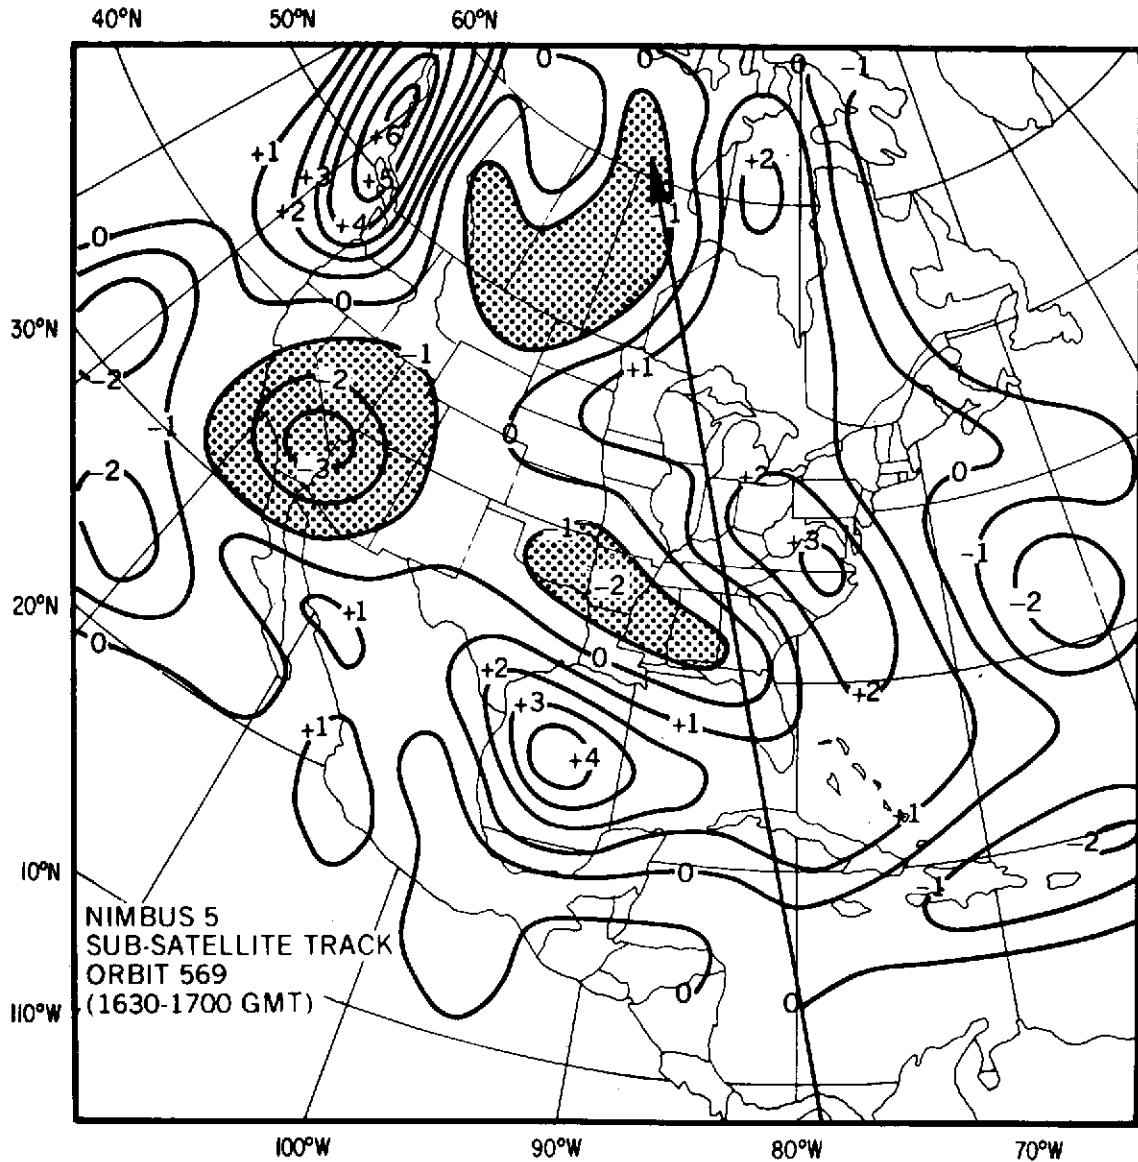 40°N 50°N 60°N
0 0 0 -1
+6 +2
+1 +3 +5
+2 +4 -1
0
0
30°N
-1 +1
-2 -2
-1 0
-3 0
-2 +2
-1 +3 -1
-2 -2
20°N
+1
0 0
+2 +2
+3 +1
+1
+4
+1
-2
10°N 0 -1
NIMBUS 5
SUB-SATELLITE TRACK
ORBIT 569
(1630-1700 GMT)
0 0
110°W
100°W 90°W 80°W 70°W